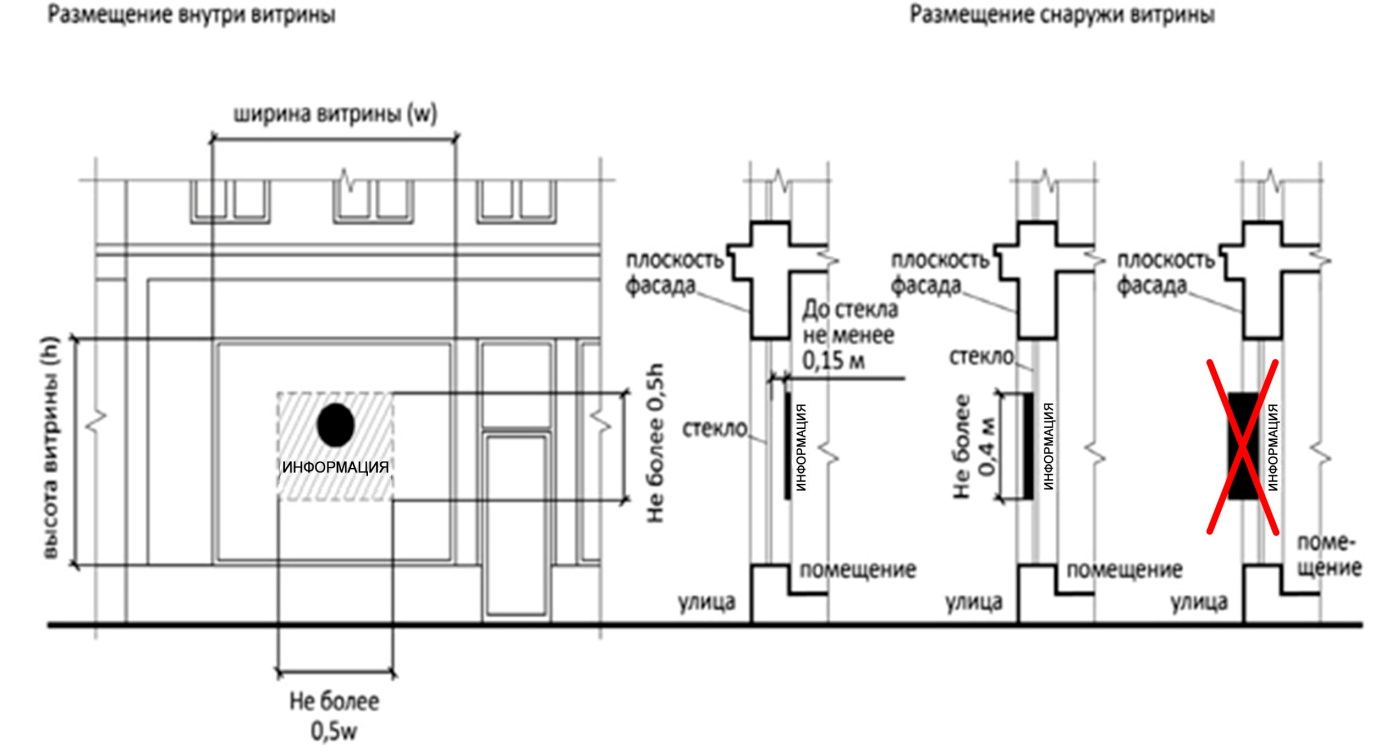 Размещение внутри витрины
Размещение снаружи витрины
ширина витрины (w)
высота витрины (h)
ИНФОРМАЦИЯ
Не более 0,5h
Не более
0,5w
плоскость
фасада
До стекла
не менее
0,15 м
стекло
ИНФОРМАЦИЯ
помещение
улица
плоскость
фасада
стекло
Не более
0,4 м
ИНФОРМАЦИЯ
помещение
улица
плоскость
фасада
ИНФОРМАЦИЯ
поме-
щение
улица